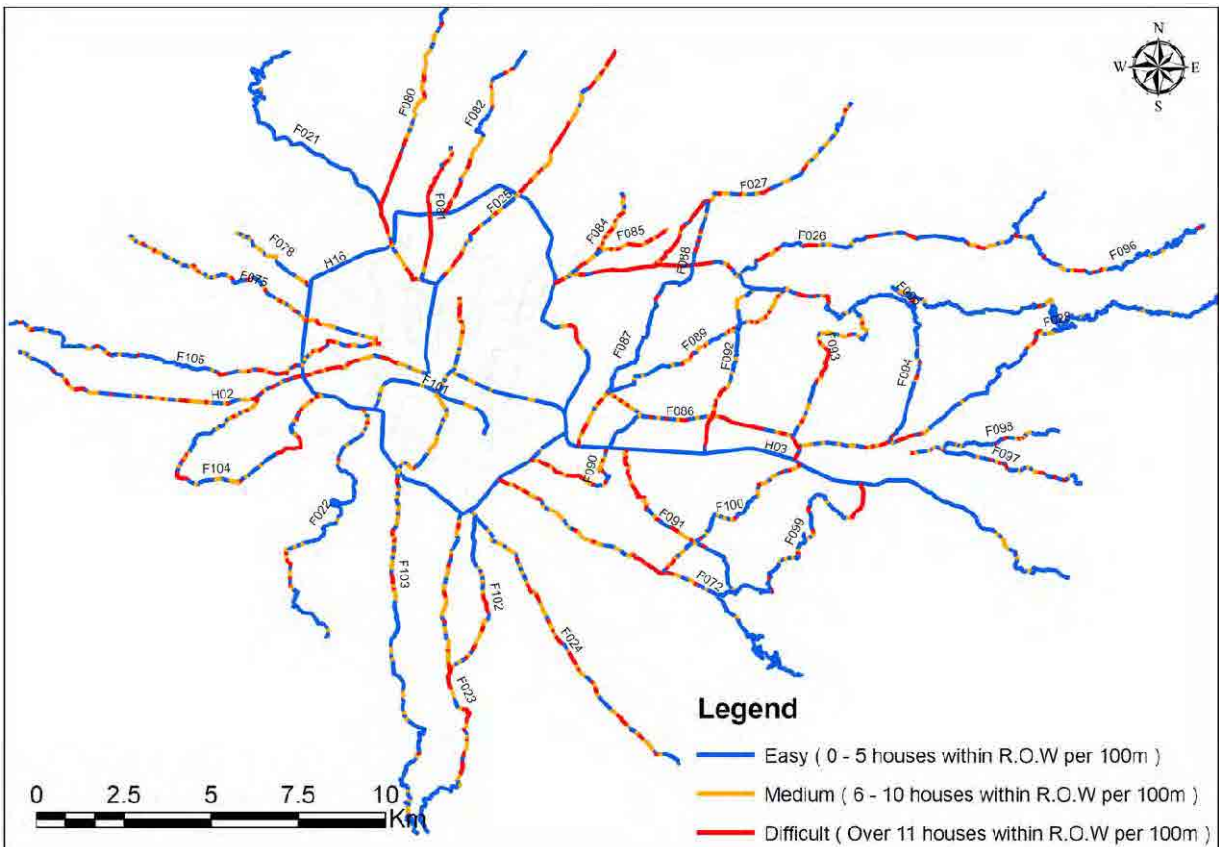 N
W E
S
F080
F082
F021
F081
F025
F027
F084
F085
F078
H16
F026
F088
F096
F075
F028
F087
F089
F092
F093
F094
F105
F101
H02
F086
F098
F097
H03
F104
F090
F022
F091
F100
F099
F072
F103
F102
F024
F023
Legend
Easy ( 0 - 5 houses within R.O.W per 100m )
Medium ( 6 - 10 houses within R.O.W per 100m )
Difficult ( Over 11 houses within R.O.W per 100m )
0 2.5 5 7.5 10
Km